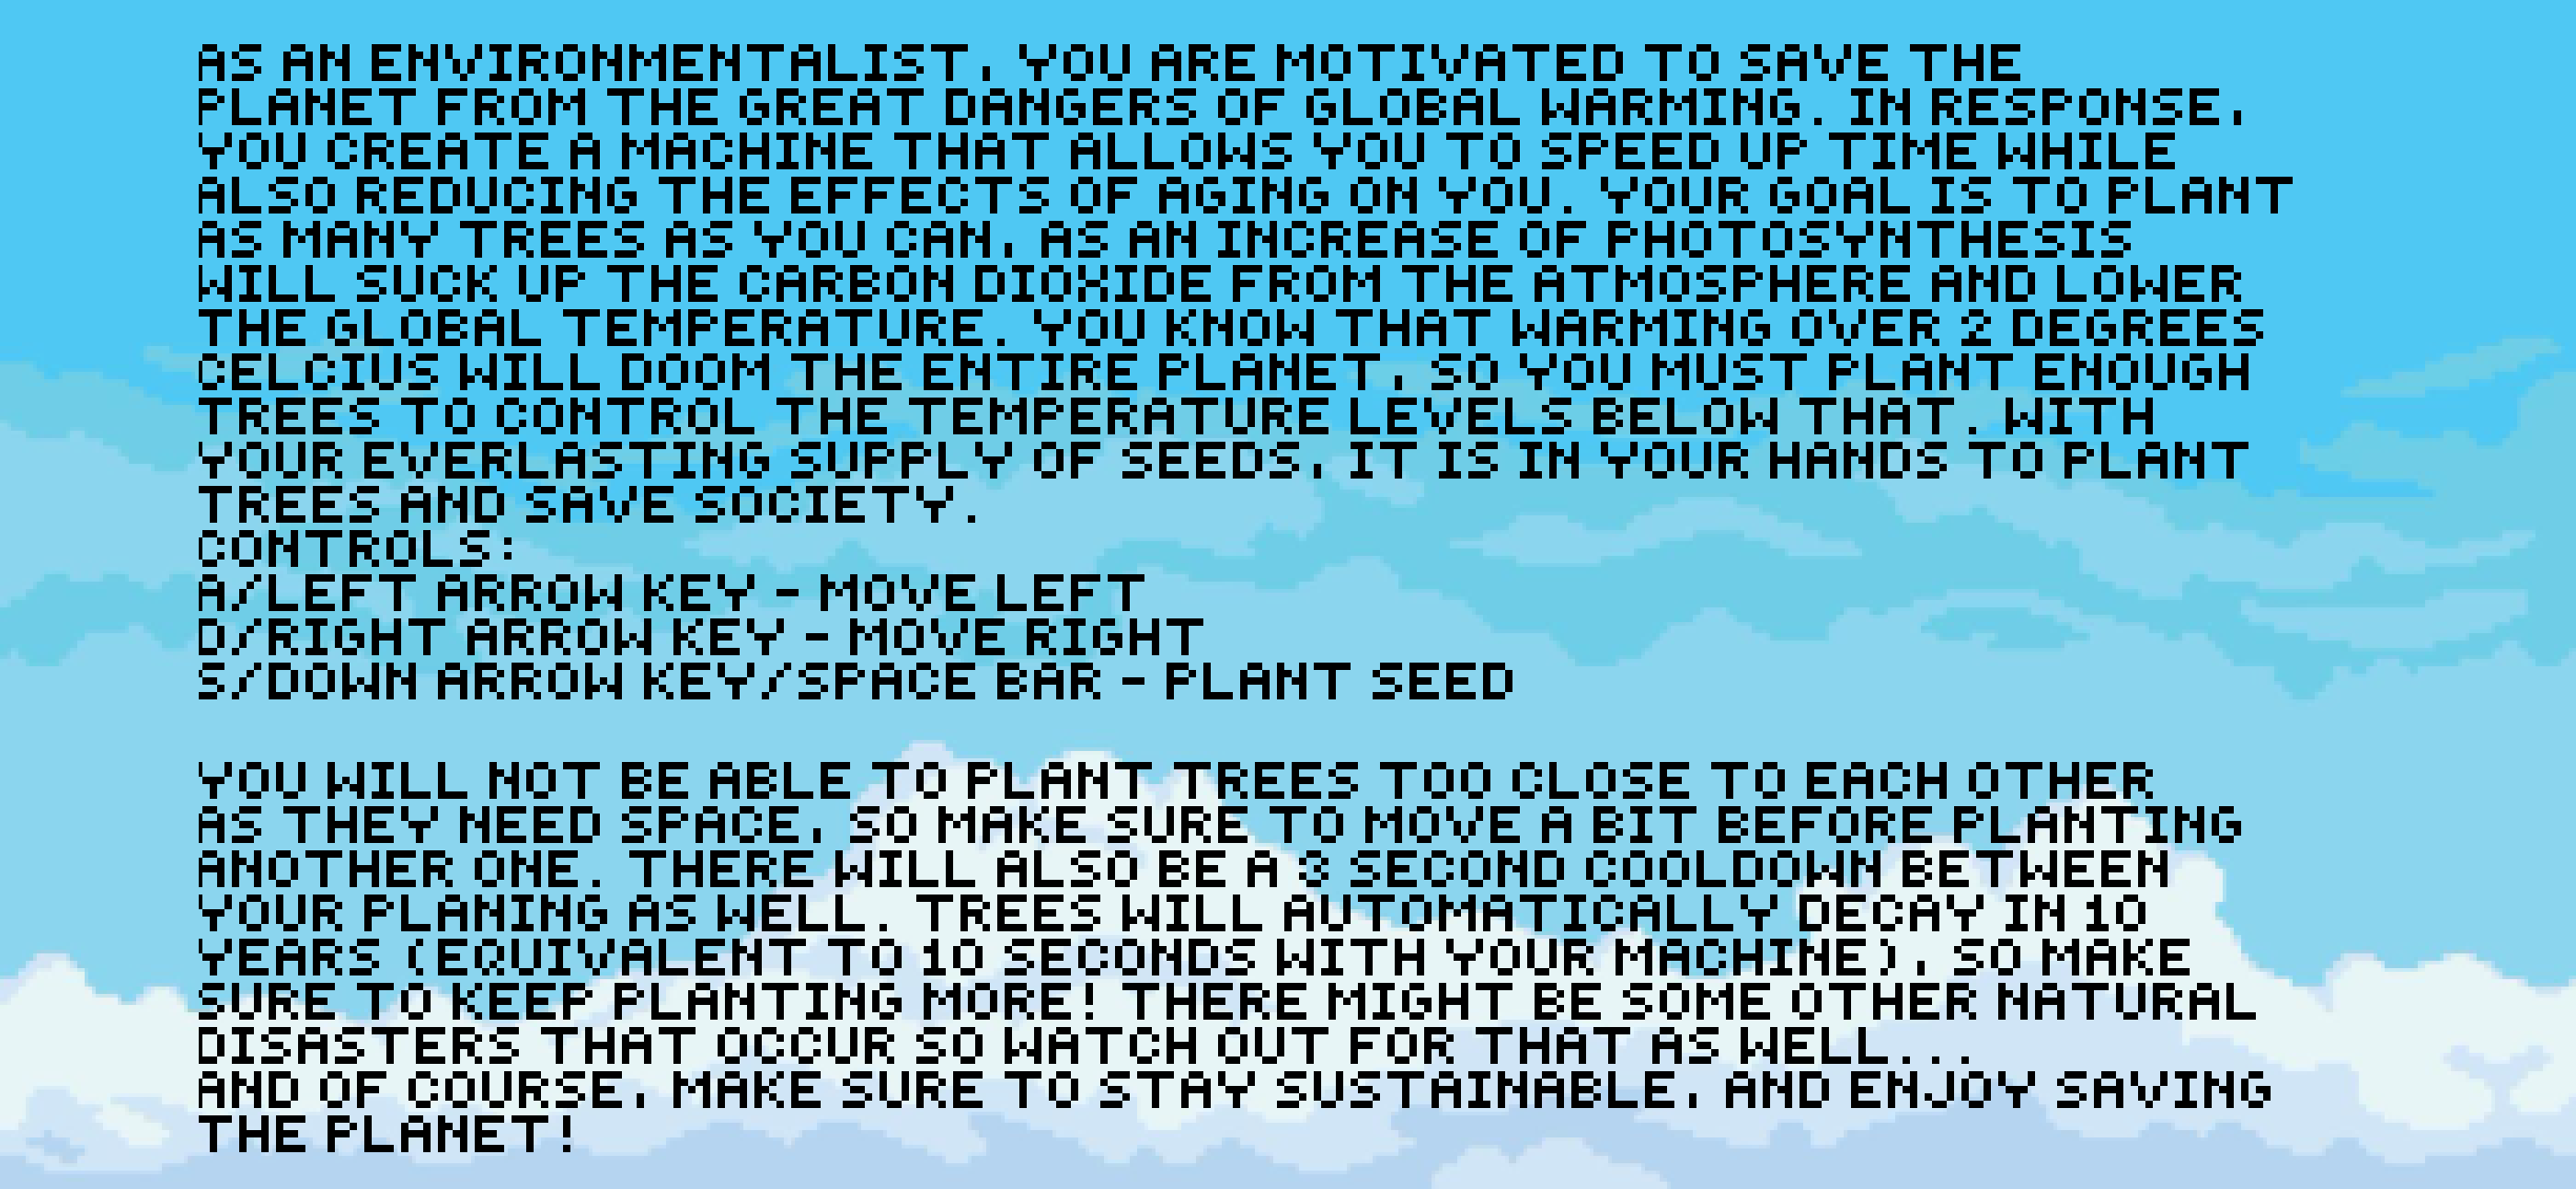 AS AN ENVIRONMENTALIST, YOU ARE MOTIVATED TO SAVE THE
PLANET FROM THE GREAT DANGERS OF GLOBAL WARMING. IN RESPONSE,
YOU CREATE A MACHINE THAT ALLOWS YOU TO SPEED UP TIME WHILE
ALSO REDUCING THE EFFECTS OF AGING ON YOU. YOUR GOAL IS TO PLANT
AS MANY TREES AS YOU CAN, AS AN INCREASE OF PHOTOSYNTHESIS
WILL SUCK UP THE CARBON DIOXIDE FROM THE ATMOSPHERE AND LOWER
THE GLOBAL TEMPERATURE. YOU KNOW THAT WARMING OVER 2 DEGREES
CELCIUS WILL DOOM THE ENTIRE PLANET, SO YOU MUST PLANT ENOUGH
TREES TO CONTROL THE TEMPERATURE LEVELS BELOW THAT. WITH
YOUR EVERLASTING SUPPLY OF SEEDS, IT IS IN YOUR HANDS TO PLANT
TREES AND SAVE SOCIETY.
CONTROLS:
A/LEFT ARROW KEY - MOVE LEFT
D/RIGHT ARROW KEY - MOVE RIGHT
S/DOWN ARROW KEY/SPACE BAR - PLANT SEED
YOU WILL NOT BE ABLE TO PLANT TREES TOO CLOSE TO EACH OTHER
AS THEY NEED SPACE, SO MAKE SURE TO MOVE A BIT BEFORE PLANTING
ANOTHER ONE. THERE WILL ALSO BE A 3 SECOND COOLDOWN BETWEEN
YOUR PLANING AS WELL. TREES WILL AUTOMATICALLY DECAY IN 10
YEARS (EQUIVALENT TO 10 SECONDS WITH YOUR MACHINE), SO MAKE
SURE TO KEEP PLANTING MORE! THERE MIGHT BE SOME OTHER NATURAL
DISASTERS THAT OCCUR SO WATCH OUT FOR THAT AS WELL...
AND OF COURSE, MAKE SURE TO STAY SUSTAINABLE, AND ENJOY SAVING
THE PLANET!